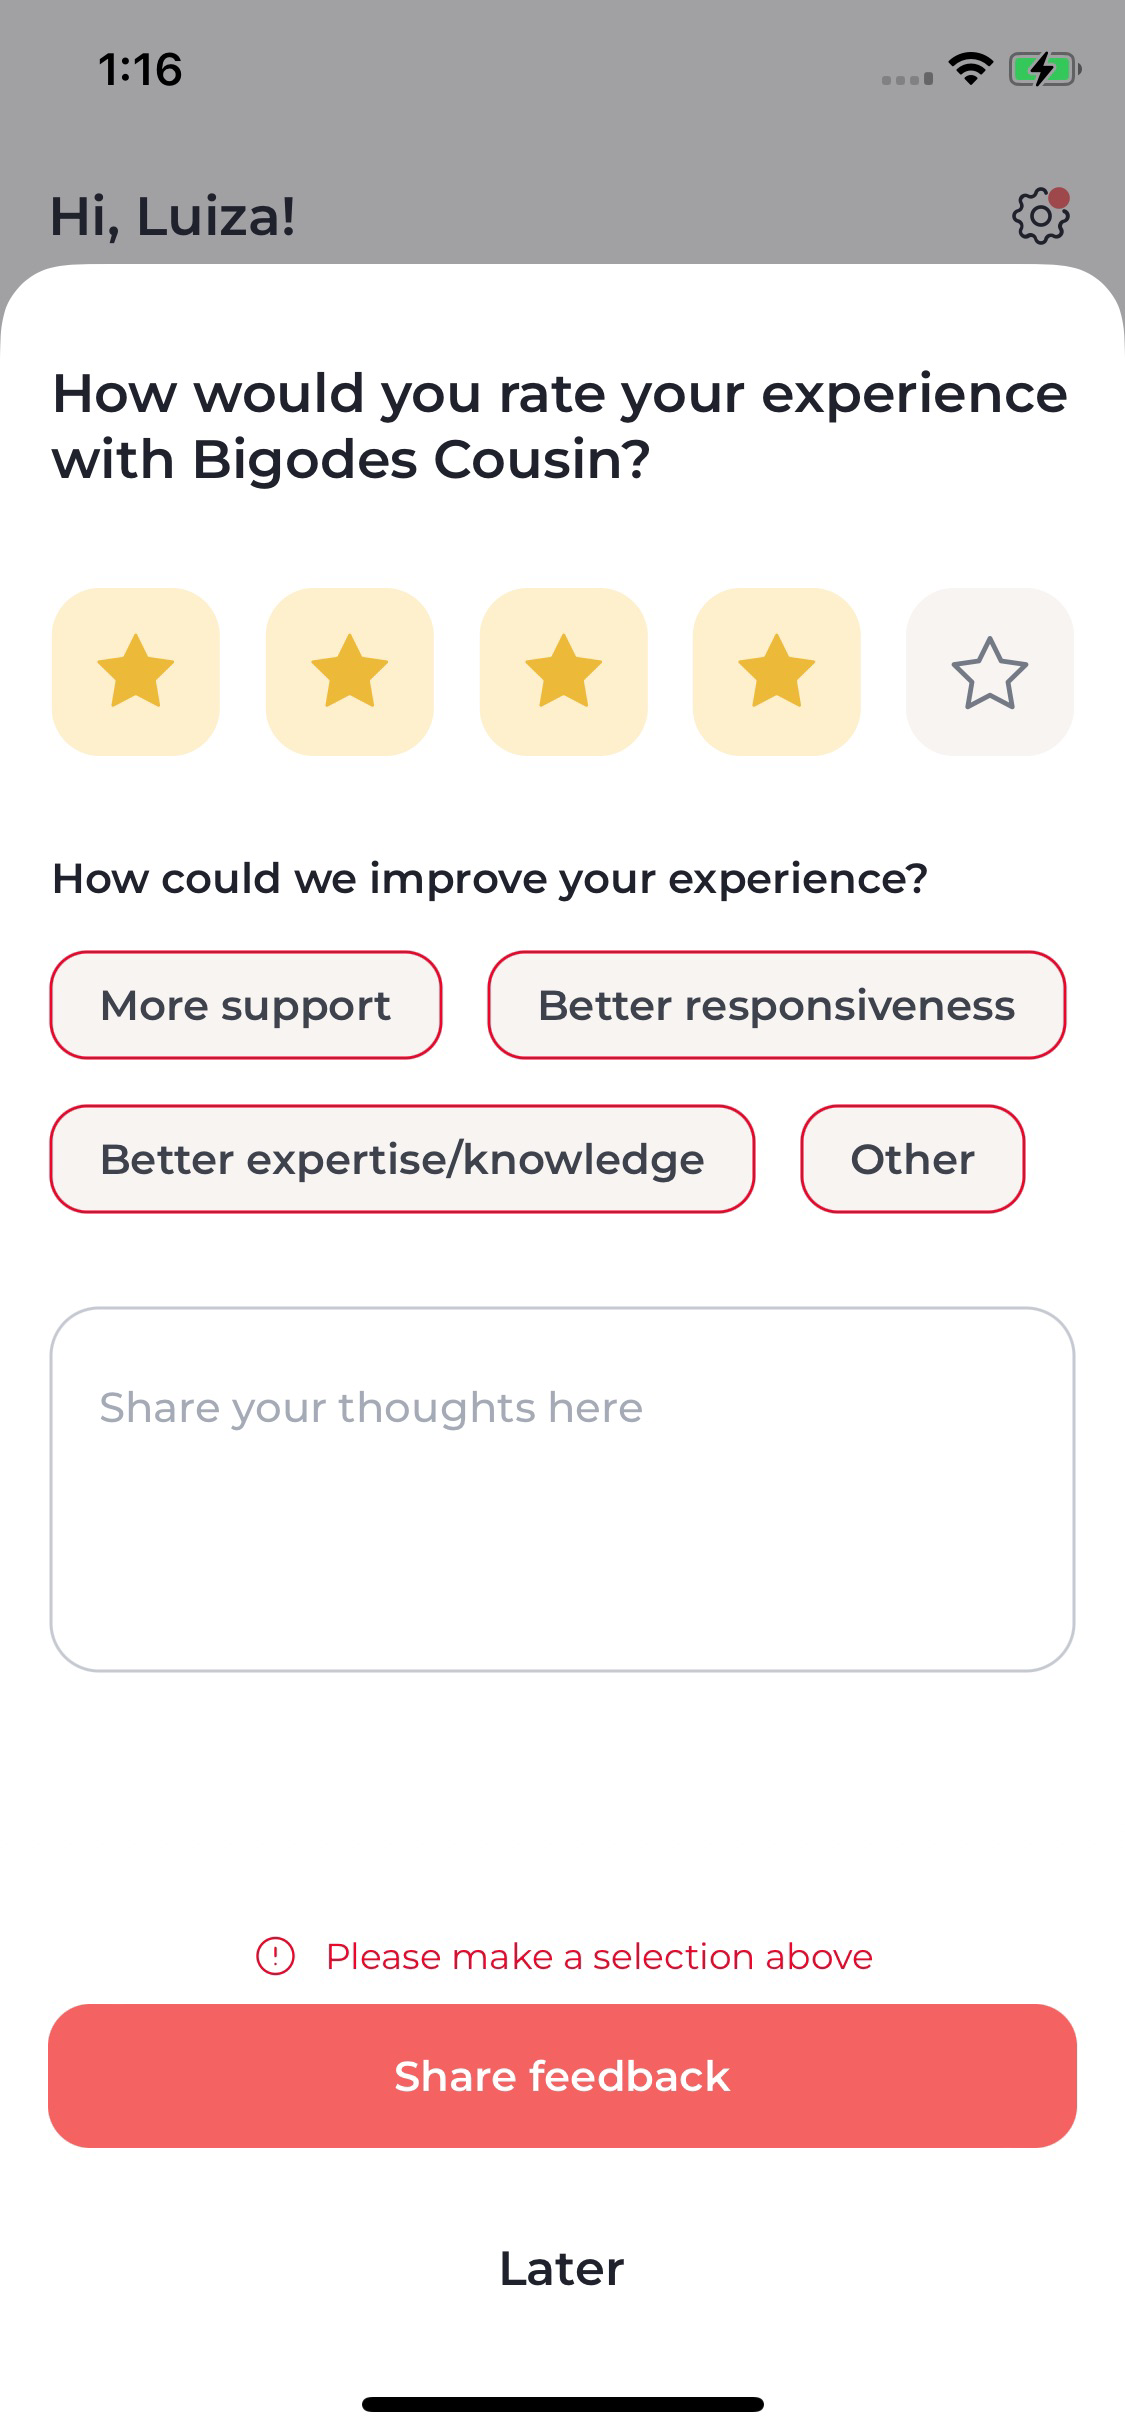 1:16
Hi, Luiza!
How would you rate your experience
with Bigodes Cousin?
How could we improve your experience?
More support
Better responsiveness
Better expertise/knowledge
Other
Share your thoughts here
Please make a selection above
Share feedback
Later